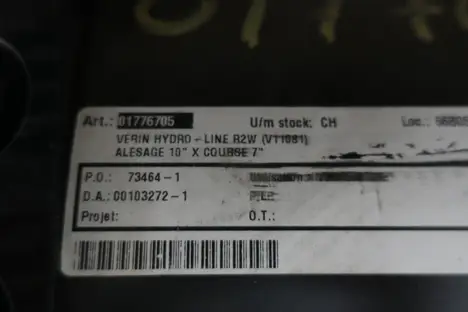 Art.: 01776705 U/m stock: CH Loc.:
VERIN HYDRO-LINE R2W (VT1081)
ALESAGE 10" X COURSE 7"
P.O.: 73464-1
D.A.: 00103272-1
Projet: O.T.: